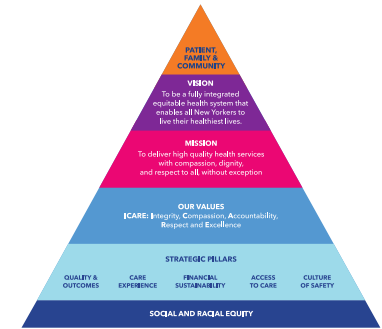 PATIENT,
FAMILY &
COMMUNITY
VISION
To be a fully integrated
equitable health system that
enables all New Yorkers to
live their healthiest lives.
MISSION
To deliver high quality health services
with compassion, dignity,
and respect to all, without exception
OUR VALUES
ICARE: Integrity, Compassion, Accountability,
Respect and Excellence
STRATEGIC PILLARS
QUALITY &
OUTCOMES
CARE
EXPERIENCE
FINANCIAL
SUSTAINABILITY
ACCESS
TO CARE
CULTURE
OF SAFETY
SOCIAL AND RACIAL EQUITY